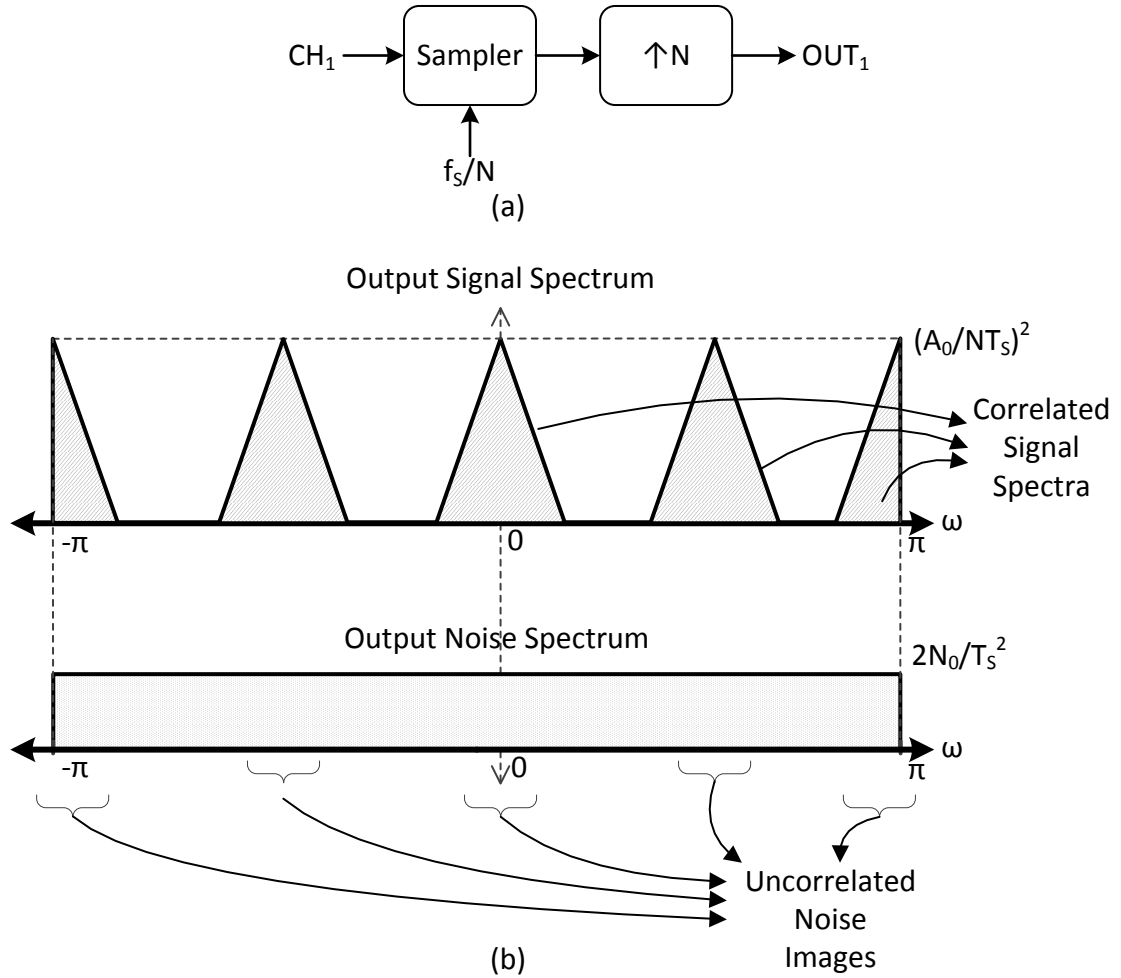 CH₁ Sampler ↑N OUT₁
fₛ/N
(a)
Output Signal Spectrum
(A₀/NTₛ)²
Correlated
Signal
Spectra
-π 0 π ω
Output Noise Spectrum
2N₀/Tₛ²
-π 0 π ω
Uncorrelated
Noise
Images
(b)